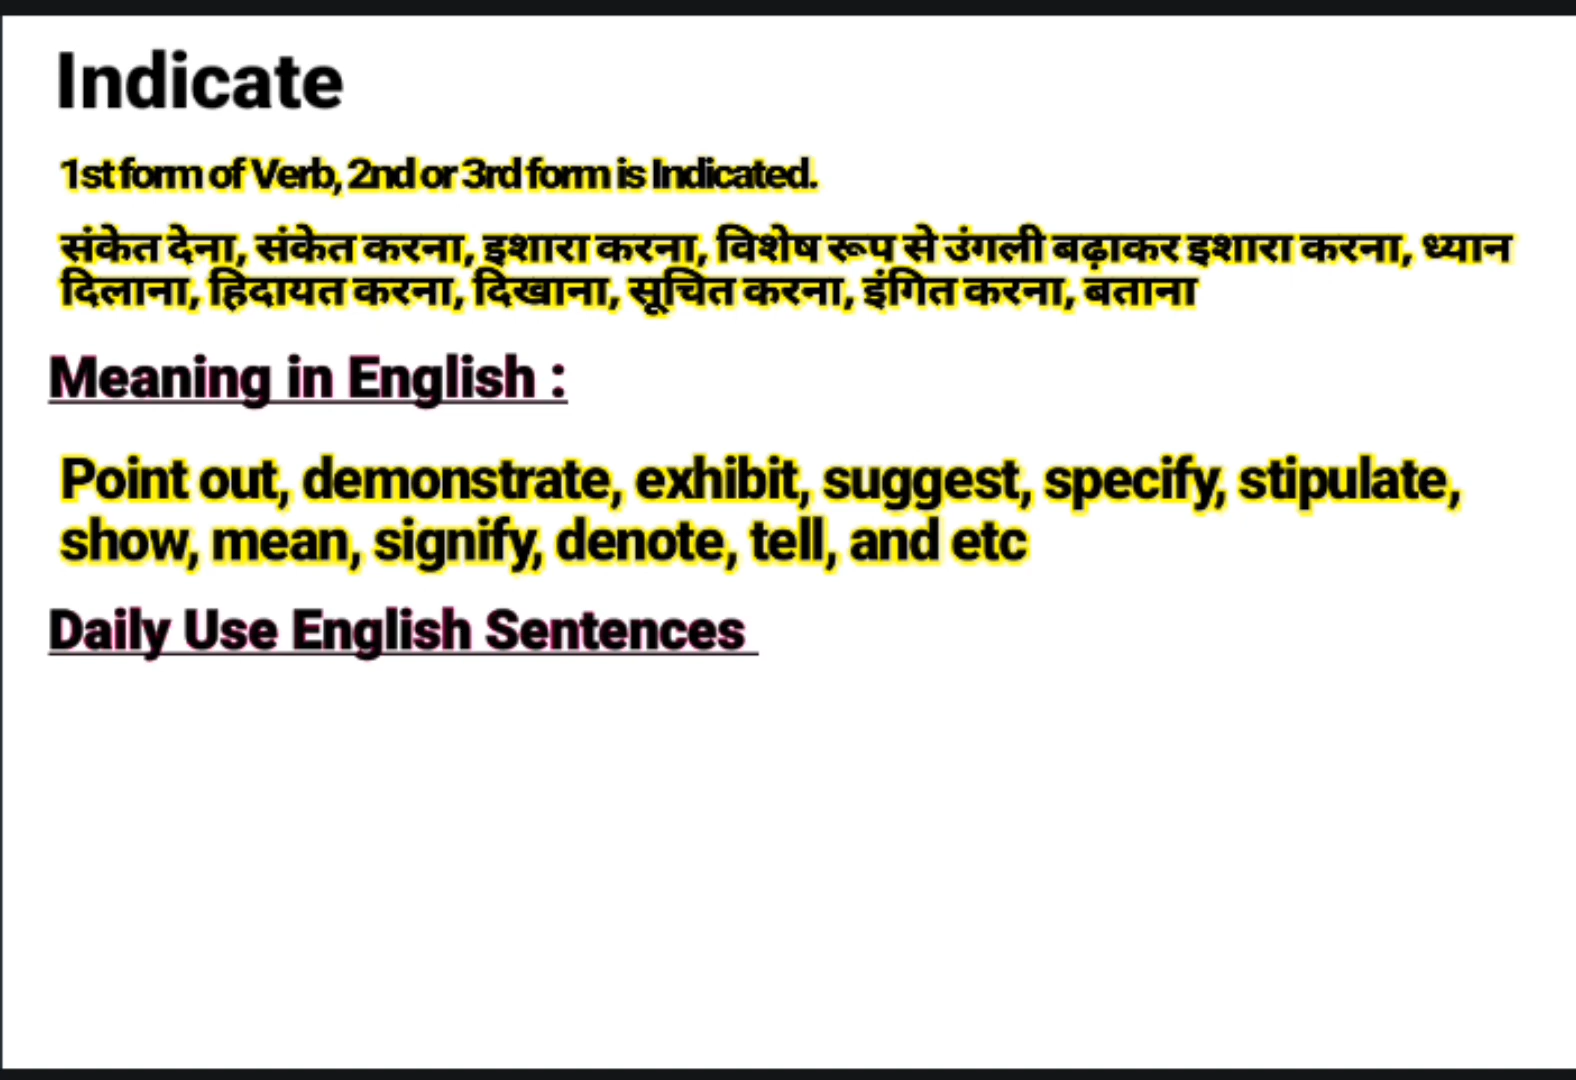 Indicate
1st form of Verb, 2nd or 3rd form is Indicated.
संकेत देना, संकेत करना, इशारा करना, विशेष रूप से उंगली बढ़ाकर इशारा करना, ध्यान
दिलाना, हिदायत करना, दिखाना, सूचित करना, इंगित करना, बताना
Meaning in English :
Point out, demonstrate, exhibit, suggest, specify, stipulate,
show, mean, signify, denote, tell, and etc
Daily Use English Sentences